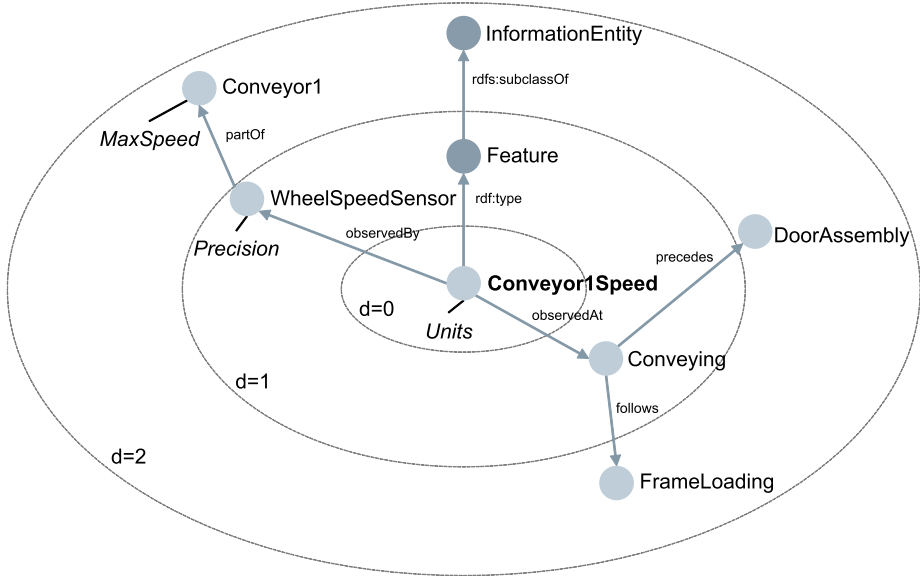 InformationEntity
rdfs:subclassOf
Conveyor1
MaxSpeed
partOf
Feature
rdf:type
WheelSpeedSensor
Precision
observedBy
DoorAssembly
precedes
Conveyor1Speed
d=0
Units
observedAt
Conveying
d=1
follows
d=2
FrameLoading